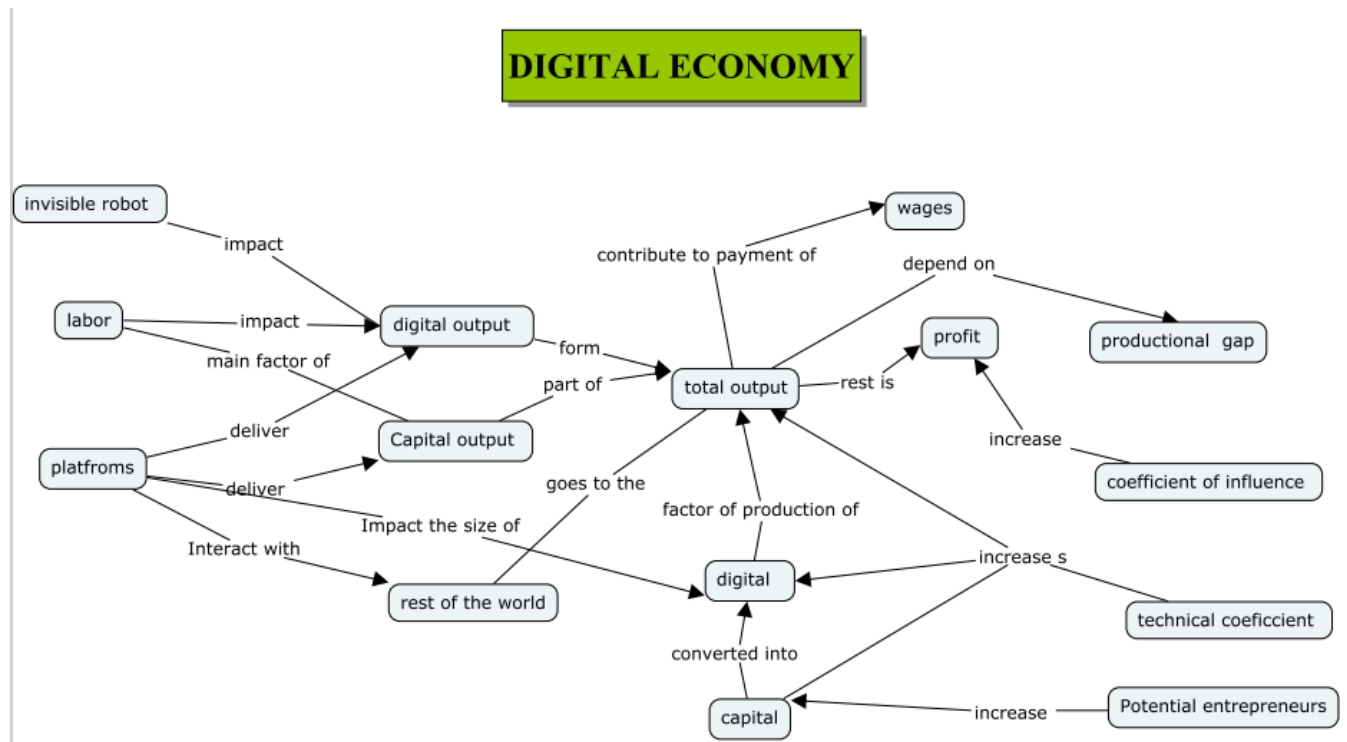 DIGITAL ECONOMY
invisible robot
wages
impact
contribute to payment of
depend on
labor
impact
digital output
profit
productional  gap
main factor of
form
part of
total output
rest is
deliver
Capital output
increase
platfroms
deliver
goes to the
coefficient of influence
Impact the size of
factor of production of
Interact with
increase s
digital
rest of the world
technical coeficcient
converted into
capital
increase
Potential entrepreneurs